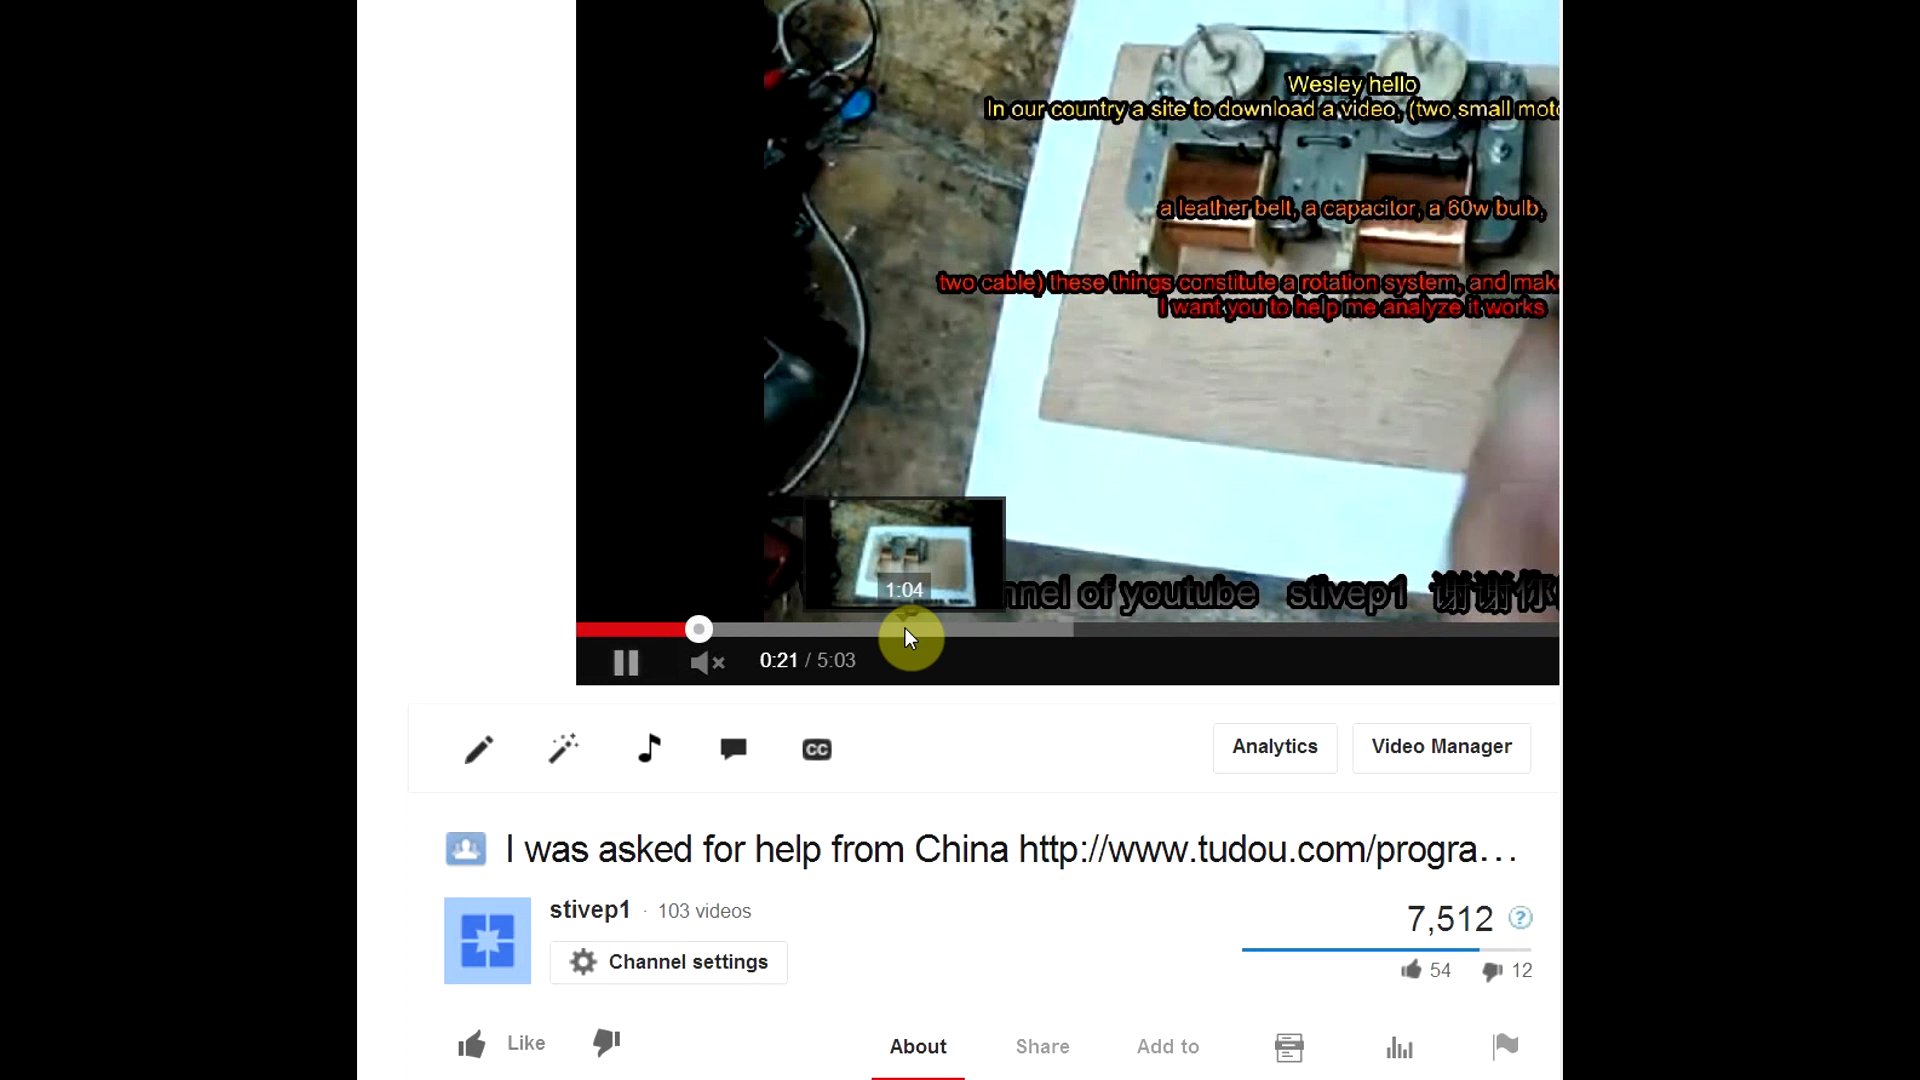 Wesley hello
In our country a site to download a video, (two small moto
a leather belt, a capacitor, a 60w bulb,
two cable) these things constitute a rotation system, and mak
I want you to help me analyze it works
1:04
nnel of youtube stivep1 谢谢你
0:21 / 5:03
CC
Analytics
Video Manager
I was asked for help from China http://www.tudou.com/progra...
stivep1 · 103 videos
Channel settings
7,512 ?
54 12
Like
About Share Add to